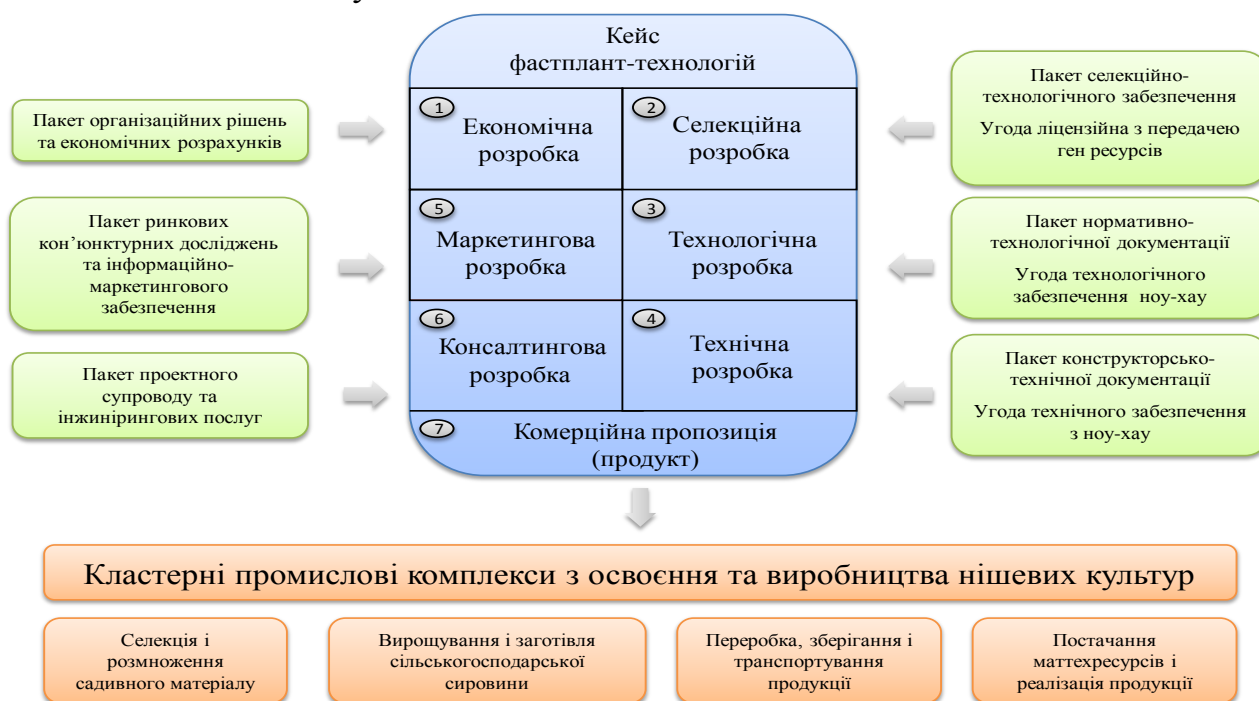 Кейс
фастплант-технологій
Пакет організаційних рішень
та економічних розрахунків
1
Економічна
розробка
2
Селекційна
розробка
Пакет селекційно-
технологічного забезпечення
Угода ліцензійна з передачею
ген ресурсів
Пакет ринкових
кон’юнктурних досліджень
та інформаційно-
маркетингового
забезпечення
5
Маркетингова
розробка
3
Технологічна
розробка
Пакет нормативно-
технологічної документації
Угода технологічного
забезпечення ноу-хау
Пакет проектного
супроводу та
інжинірингових послуг
6
Консалтингова
розробка
4
Технічна
розробка
Пакет конструкторсько-
технічної документації
Угода технічного забезпечення
з ноу-хау
7
Комерційна пропозиція
(продукт)
Кластерні промислові комплекси з освоєння та виробництва нішевих культур
Селекція і
розмноження
садивного матеріалу
Вирощування і заготівля
сільськогосподарської
сировини
Переробка, зберігання і
транспортування
продукції
Постачання
маттехресурсів і
реалізація продукції